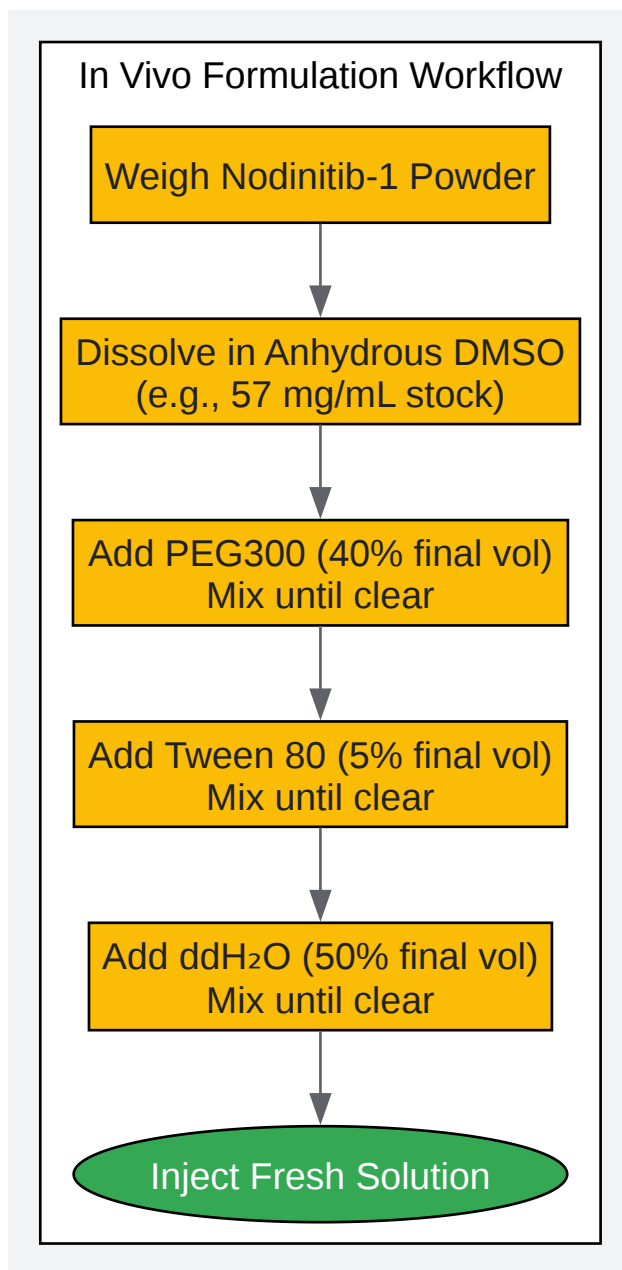 In Vivo Formulation Workflow
Weigh Nodinitib-1 Powder
Dissolve in Anhydrous DMSO
(e.g., 57 mg/mL stock)
Add PEG300 (40% final vol)
Mix until clear
Add Tween 80 (5% final vol)
Mix until clear
Add ddH₂O (50% final vol)
Mix until clear
Inject Fresh Solution